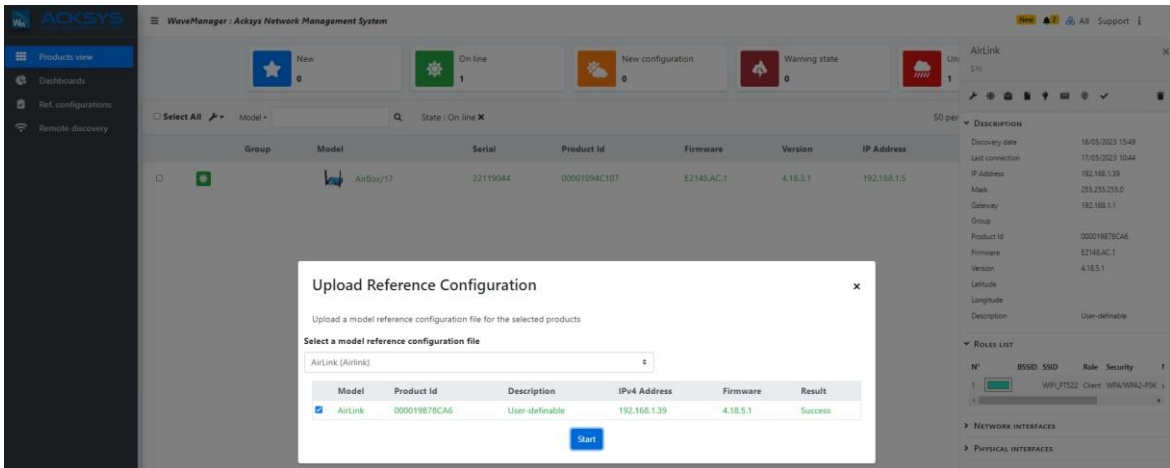 Wm ACKSYS
WaveManager : Acksys Network Management System
New 2 All Support
Products view
Dashboards
Ref. configurations
Remote discovery
New
0
On line
1
New configuration
0
Warning state
0
1
Select All Model
State : On line ✖
50 per
Group Model Serial Product Id Firmware Version IP Address
AirBox/17 22119044 00001094C107 E2148.AC.1 4.18.3.1 192.168.1.5
Upload Reference Configuration ×
Upload a model reference configuration file for the selected products
Select a model reference configuration file
AirLink (Airlink)
Model Product Id Description IPv4 Address Firmware Result
AirLink 000019878CA6 User-definable 192.168.1.39 4.18.5.1 Success
Start
AirLink ×
S/N
DESCRIPTION
Discovery date 16/05/2023 15:49
Last connection 17/05/2023 10:44
IP Address 192.168.1.39
Mask 255.255.255.0
Gateway 192.168.1.1
Group
Product Id 000019878CA6
Firmware E2148.AC.1
Version 4.18.5.1
Latitude
Longitude
Description User-definable
ROLES LIST
N° BSSID SSID Role Security
1 WIFI_PTS22 Client WPA/WPA2-PSK
NETWORK INTERFACES
PHYSICAL INTERFACES